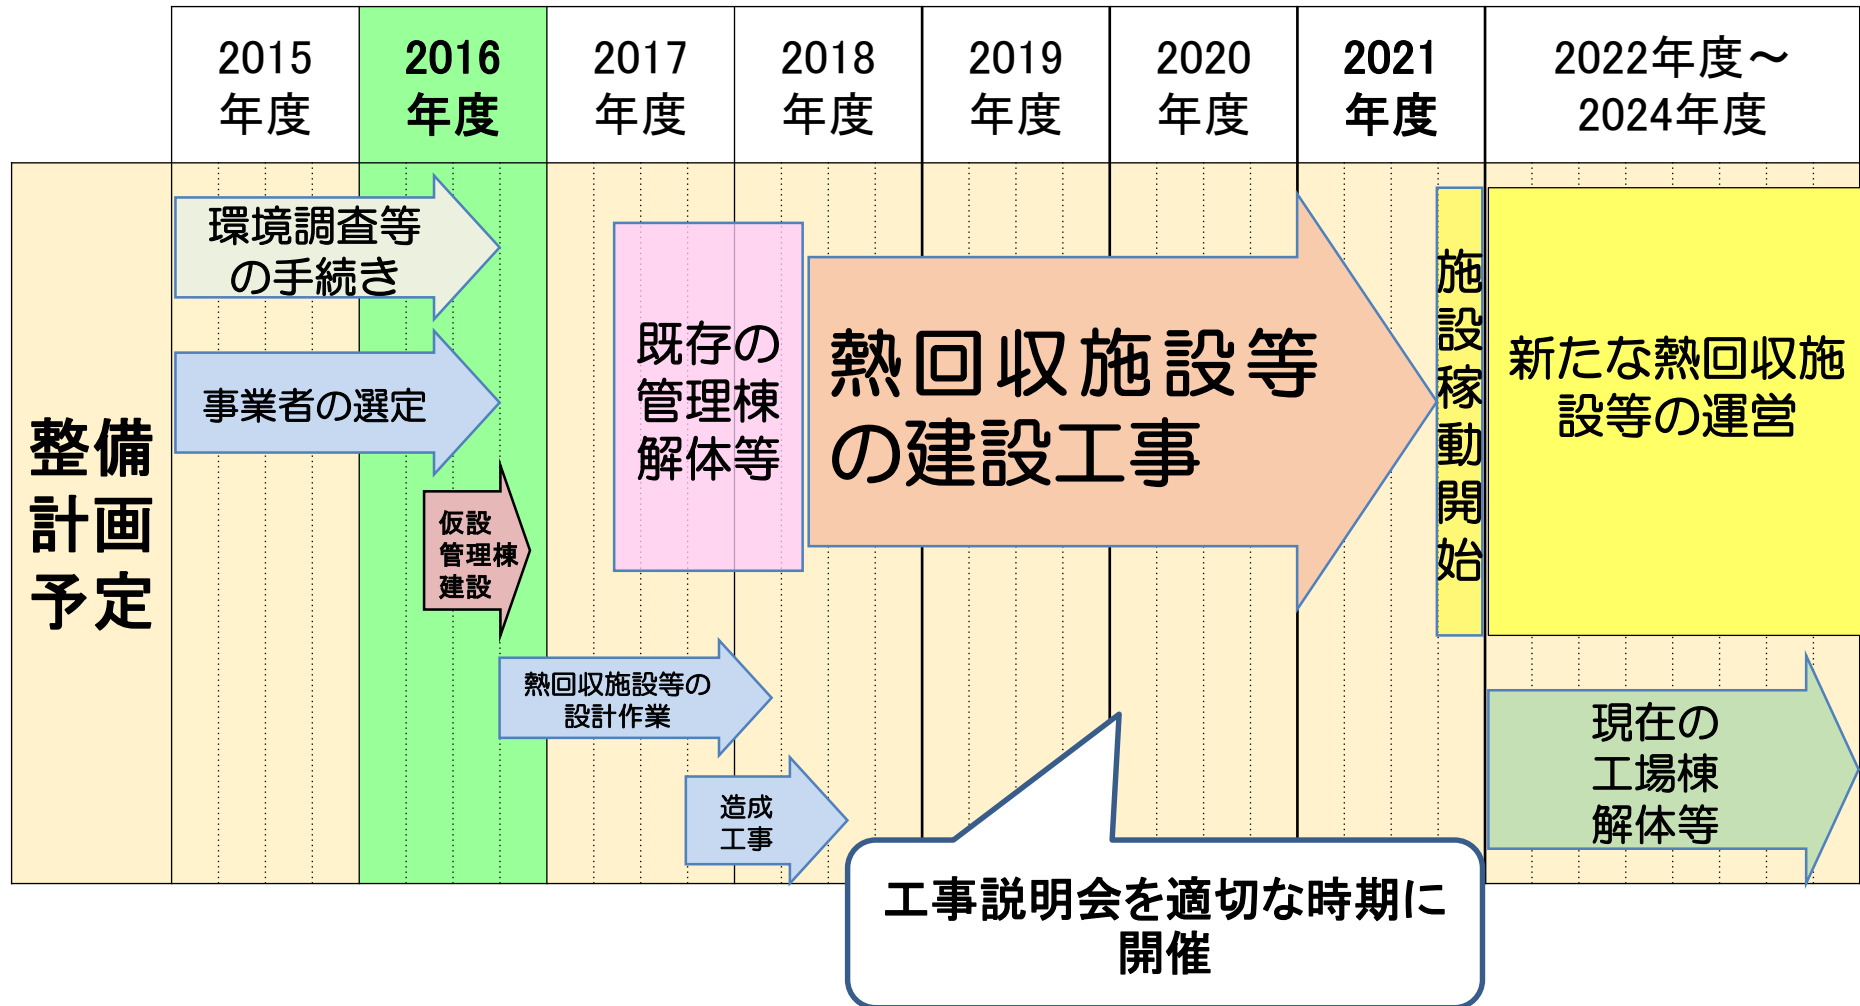 2015
年度
2016
年度
2017
年度
2018
年度
2019
年度
2020
年度
2021
年度
2022年度～
2024年度
整備
計画
予定
環境調査等
の手続き
事業者の選定
仮設
管理棟
建設
既存の
管理棟
解体等
熱回収施設等
の建設工事
施設稼動開始
新たな熱回収施
設等の運営
熱回収施設等の
設計作業
造成
工事
現在の
工場棟
解体等
工事説明会を適切な時期に
開催